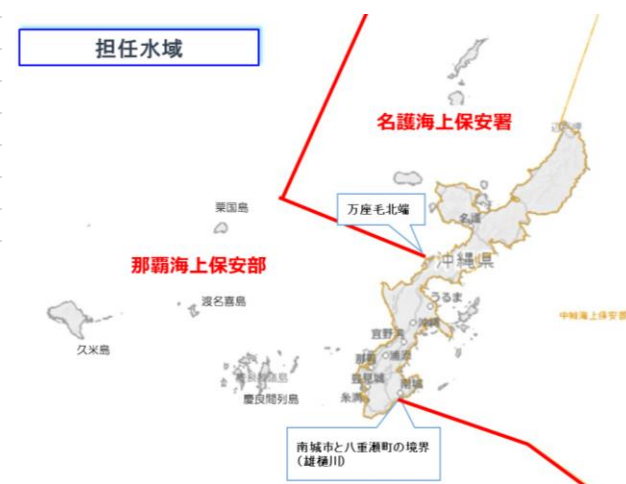 担任水域
名護海上保安署
万座毛北端
名護
粟国島
沖縄県
那覇海上保安部
渡名喜島
うるま
沖縄
中城海上保安署
宜野湾
久米島
那覇
浦添
豊見城
南城
慶良間列島
糸満
南城市と八重瀬町の境界
(雄樋川)